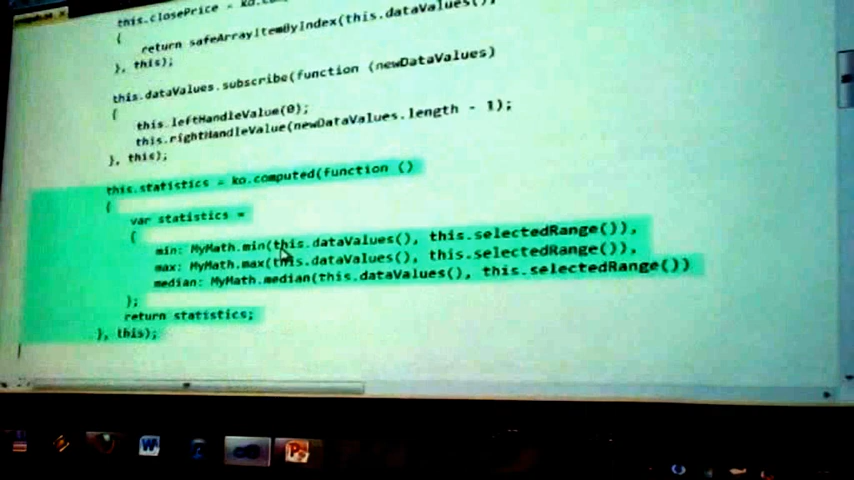 this.closePrice =
{
return safeArrayItemByIndex(this.dataValues(),
}, this);
this.dataValues.subscribe(function (newDataValues)
{
this.leftHandleValue(0);
this.rightHandleValue(newDataValues.length - 1);
}, this);
this.statistics = ko.computed(function ()
{
var statistics =
{
min: MyMath.min(this.dataValues(), this.selectedRange()),
max: MyMath.max(this.dataValues(), this.selectedRange()),
median: MyMath.median(this.dataValues(), this.selectedRange())
};
return statistics;
}, this);